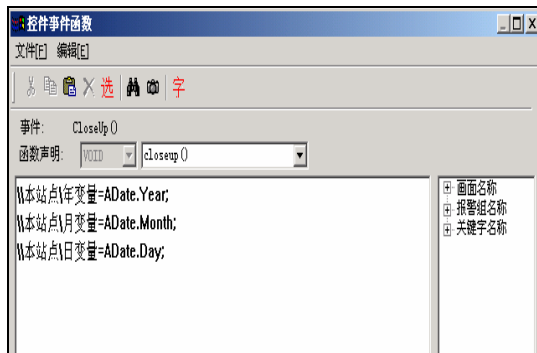 控件事件函数
文件[F] 编辑[E]
选 字
事件: CloseUp()
函数声明: VOID closeup()
\\本站点\年变量=ADate.Year;
\\本站点\月变量=ADate.Month;
\\本站点\日变量=ADate.Day;
画面名称
报警组名称
关键字名称